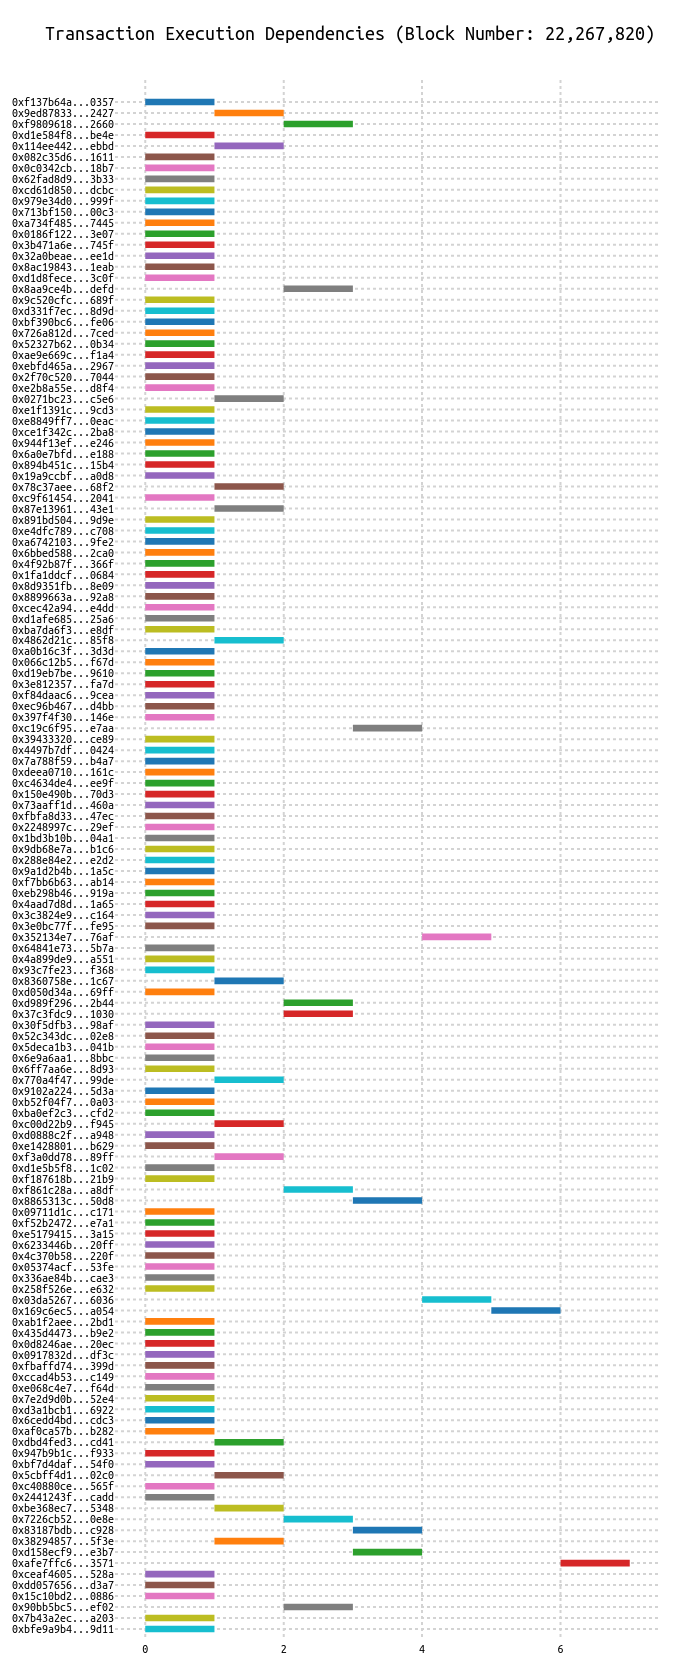 Transaction Execution Dependencies (Block Number: 22,267,820)
0xf137b64a...0357
0x9ed87833...2427
0xf9809618...2660
0xd1e584f8...be4e
0x114ee442...ebbd
0x082c35d6...1611
0x0c0342cb...18b7
0x62fad8d9...3b33
0xcd61d850...dcbc
0x979e34d0...999f
0x713bf150...00c3
0xa734f485...7445
0x0186f122...3e07
0x3b471a6e...745f
0x32a0beae...ee1d
0x8ac19843...1eab
0xd1d8fece...3c0f
0x8aa9ce4b...defd
0x9c520cfc...689f
0xd331f7ec...8d9d
0xbf390bc6...fe06
0x726a812d...7ced
0x52327b62...0b34
0xae9e669c...f1a4
0xebfd465a...2967
0x2f70c520...7044
0xe2b8a55e...d8f4
0x0271bc23...c5e6
0xe1f1391c...9cd3
0xe8849ff7...0eac
0xce1f342c...2ba8
0x944f13ef...e246
0x6a0e7bfd...e188
0x894b451c...15b4
0x19a9ccbf...a0d8
0x78c37aee...68f2
0xc9f61454...2041
0x87e13961...43e1
0x891bd504...9d9e
0xe4dfc789...c708
0xa6742103...9fe2
0x6bbed588...2ca0
0x4f92b87f...366f
0x1fa1ddcf...0684
0x8d9351fb...8e09
0x8899663a...92a8
0xcec42a94...e4dd
0xd1afe685...25a6
0xba7da6f3...e8df
0x4862d21c...85f8
0xa0b16c3f...3d3d
0x066c12b5...f67d
0xd19eb7be...9610
0x3e812357...fa7d
0xf84daac6...9cea
0xec96b467...d4bb
0x397f4f30...146e
0xc19c6f95...e7aa
0x39433320...ce89
0x4497b7df...0424
0x7a788f59...b4a7
0xdeea0710...161c
0xc4634de4...ee9f
0x150e490b...70d3
0x73aaff1d...460a
0xfbfa8d33...47ec
0x2248997c...29ef
0x1bd3b10b...04a1
0x9db68e7a...b1c6
0x288e84e2...e2d2
0x9a1d2b4b...1a5c
0xf7bb6b63...ab14
0xeb298b46...919a
0x4aad7d8d...1a65
0x3c3824e9...c164
0x3e0bc77f...fe95
0x352134e7...76af
0x64841e73...5b7a
0x4a899de9...a551
0x93c7fe23...f368
0x8360758e...1c67
0xd050d34a...69ff
0xd989f296...2b44
0x37c3fdc9...1030
0x30f5dfb3...98af
0x52c343dc...02e8
0x5deca1b3...041b
0x6e9a6aa1...8bbc
0x6ff7aa6e...8d93
0x770a4f47...99de
0x9102a224...5d3a
0xb52f04f7...0a03
0xba0ef2c3...cfd2
0xc00d22b9...f945
0xd0888c2f...a948
0xe1428801...b629
0xf3a0dd78...89ff
0xd1e5b5f8...1c02
0xf187618b...21b9
0xf861c28a...a8df
0x8865313c...50d8
0x09711d1c...c171
0xf52b2472...e7a1
0xe5179415...3a15
0x6233446b...20ff
0x4c370b58...220f
0x05374acf...53fe
0x336ae84b...cae3
0x258f526e...e632
0x03da5267...6036
0x169c6ec5...a054
0xab1f2aee...2bd1
0x435d4473...b9e2
0x0d8246ae...20ec
0x0917832d...df3c
0xfbaffd74...399d
0xccad4b53...c149
0xe068c4e7...f64d
0x7e2d9d0b...52e4
0xd3a1bcb1...6922
0x6cedd4bd...cdc3
0xaf0ca57b...b282
0xdbd4fed3...cd41
0x947b9b1c...f933
0xbf7d4daf...54f0
0x5cbff4d1...02c0
0xc40880ce...565f
0x2441243f...cadd
0xbe368ec7...5348
0x7226cb52...0e8e
0x83187bdb...c928
0x38294857...5f3e
0xd158ecf9...e3b7
0xafe7ffc6...3571
0xceaf4605...528a
0xdd057656...d3a7
0x15c10bd2...0886
0x90bb5bc5...ef02
0x7b43a2ec...a203
0xbfe9a9b4...9d11
0 2 4 6